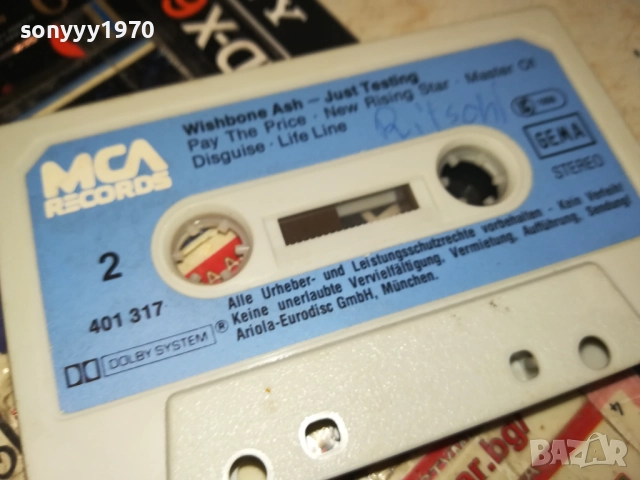 sonyyy1970
Wishbone Ash – Just Testing
Pay The Price · New Rising Star · Master Of
Disguise · Life Line
MCA
RECORDS
GEMA
STEREO
2
401 317
DOLBY SYSTEM ®
Alle Urheber- und Leistungsschutzrechte vorbehalten · Kein Verleih!
Keine unerlaubte Vervielfältigung, Vermietung, Aufführung, Sendung!
Ariola-Eurodisc GmbH, München.
BAZAR